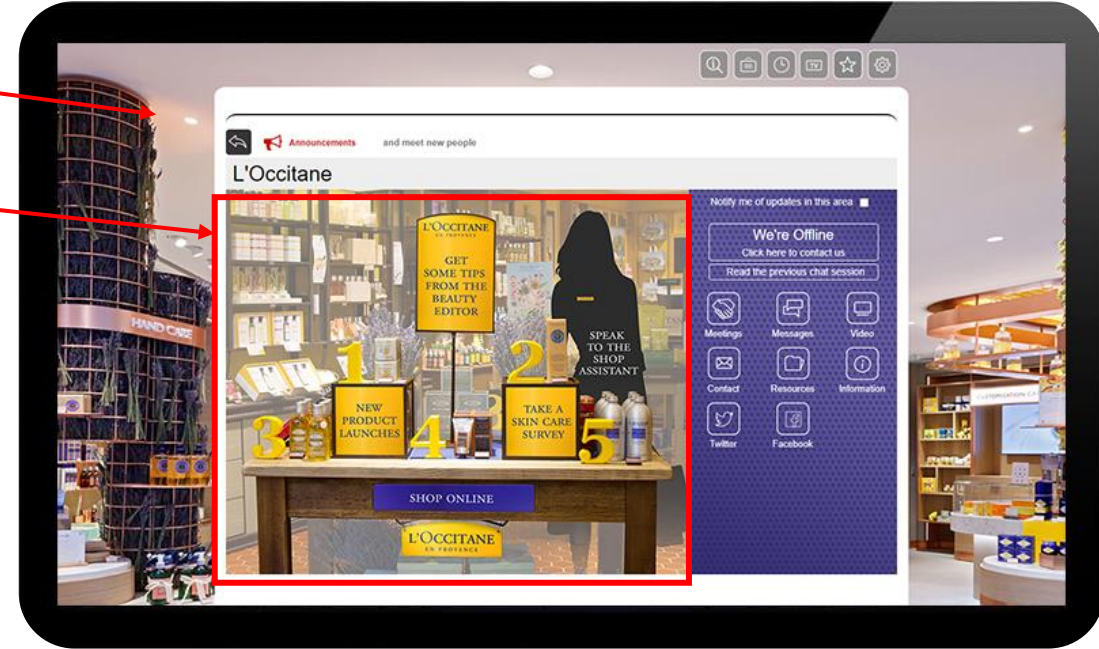 Announcements and meet new people
L'Occitane
Notify me of updates in this area
We're Offline
Click here to contact us
Read the previous chat session
Meetings Messages Video
Contact Resources Information
Twitter Facebook
L'OCCITANE
EN PROVENCE
GET
SOME TIPS
FROM THE
BEAUTY
EDITOR
SPEAK
TO THE
SHOP
ASSISTANT
1
2
NEW
PRODUCT
LAUNCHES
TAKE A
SKIN CARE
SURVEY
3
4
5
SHOP ONLINE
L'OCCITANE
EN PROVENCE
HAND CARE
TV